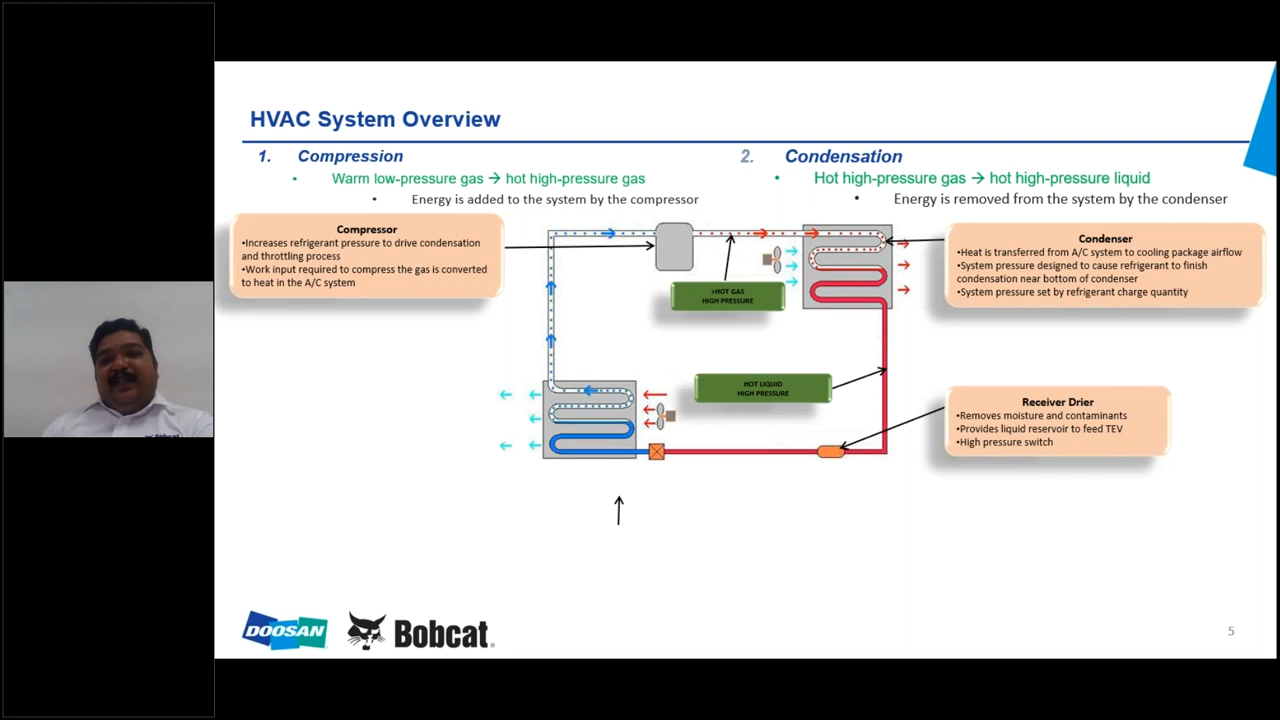 HVAC System Overview
1. Compression
• Warm low-pressure gas → hot high-pressure gas
• Energy is added to the system by the compressor
2. Condensation
• Hot high-pressure gas → hot high-pressure liquid
• Energy is removed from the system by the condenser
Compressor
•Increases refrigerant pressure to drive condensation
and throttling process
•Work input required to compress the gas is converted
to heat in the A/C system
>HOT GAS
HIGH PRESSURE
Condenser
•Heat is transferred from A/C system to cooling package airflow
•System pressure designed to cause refrigerant to finish
condensation near bottom of condenser
•System pressure set by refrigerant charge quantity
HOT LIQUID
HIGH PRESSURE
Receiver Drier
•Removes moisture and contaminants
•Provides liquid reservoir to feed TEV
•High pressure switch
Bobcat
DOOSAN
Bobcat®
5